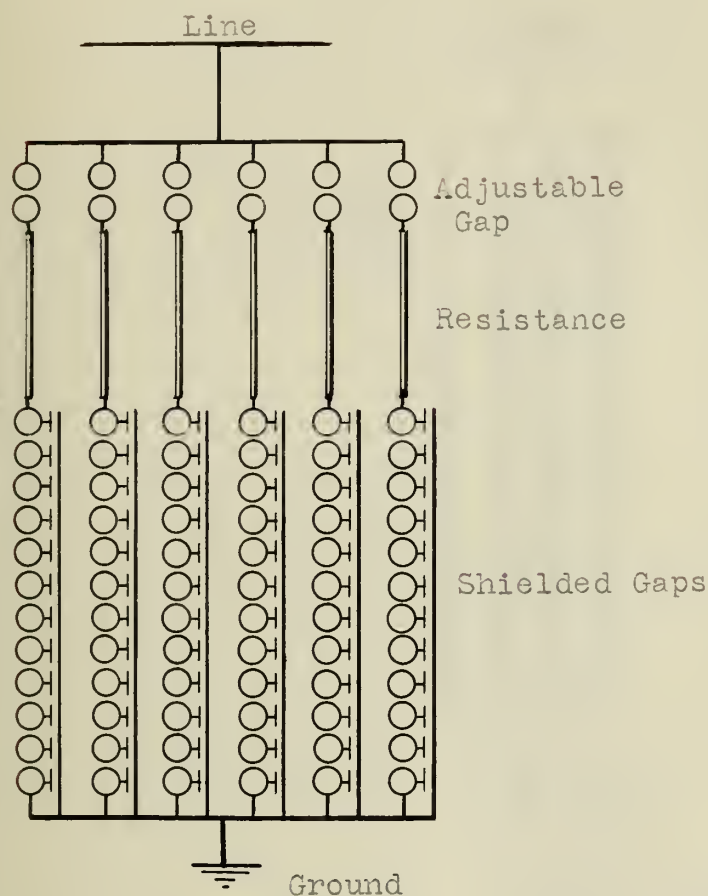 Line
Adjustable
Gap
Resistance
Shielded Gaps
Ground